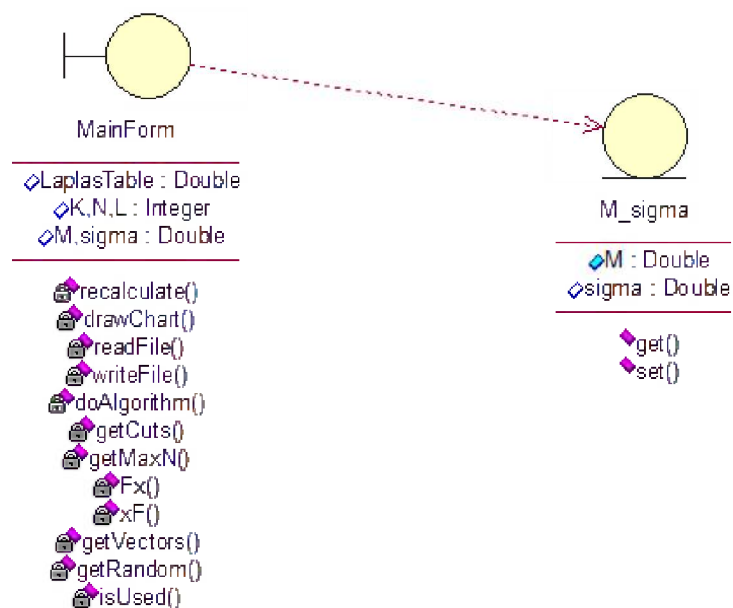 MainForm
LaplasTable : Double
K,N,L : Integer
M,sigma : Double
recalculate()
drawChart()
readFile()
writeFile()
doAlgorithm()
getCuts()
getMaxN()
Fx()
xF()
getVectors()
getRandom()
isUsed()
M_sigma
M : Double
sigma : Double
get()
set()